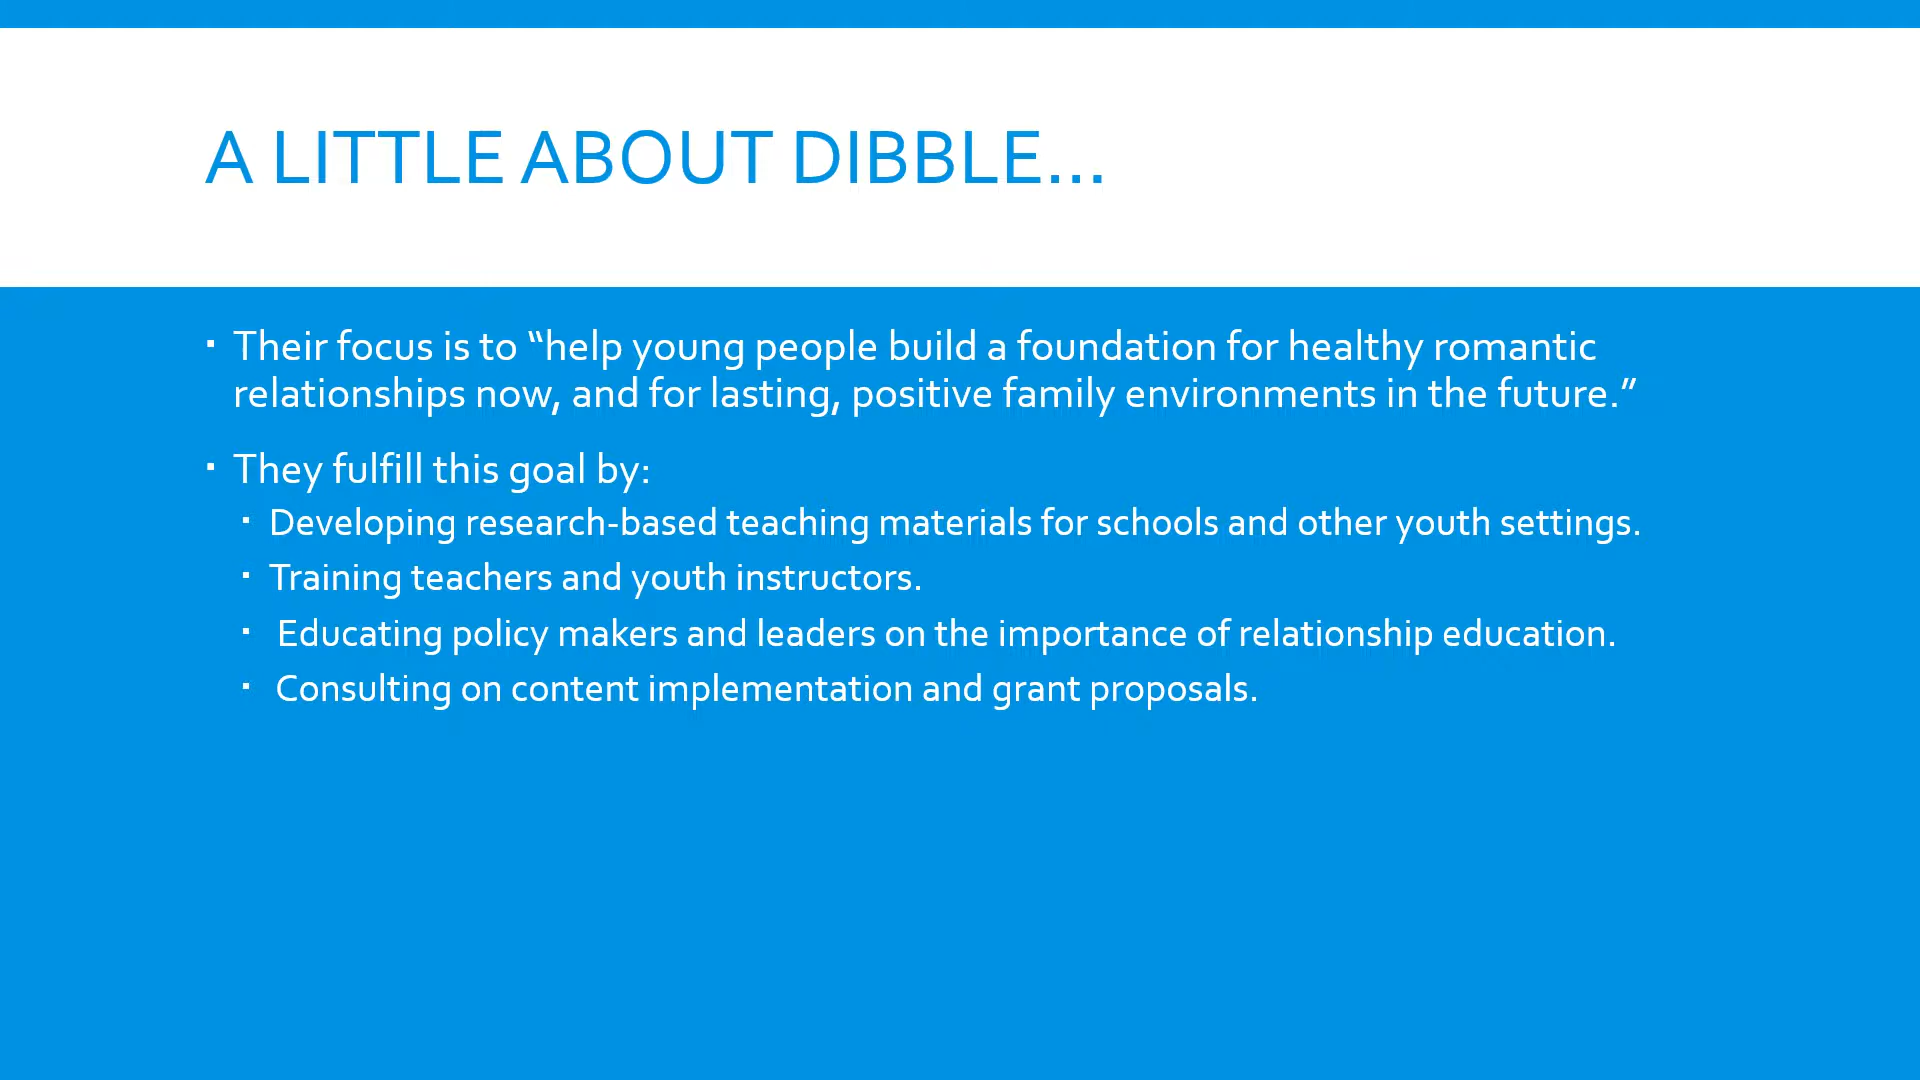 A LITTLE ABOUT DIBBLE...
▪ Their focus is to “help young people build a foundation for healthy romantic
relationships now, and for lasting, positive family environments in the future.”
▪ They fulfill this goal by:
▪ Developing research-based teaching materials for schools and other youth settings.
▪ Training teachers and youth instructors.
▪ Educating policy makers and leaders on the importance of relationship education.
▪ Consulting on content implementation and grant proposals.